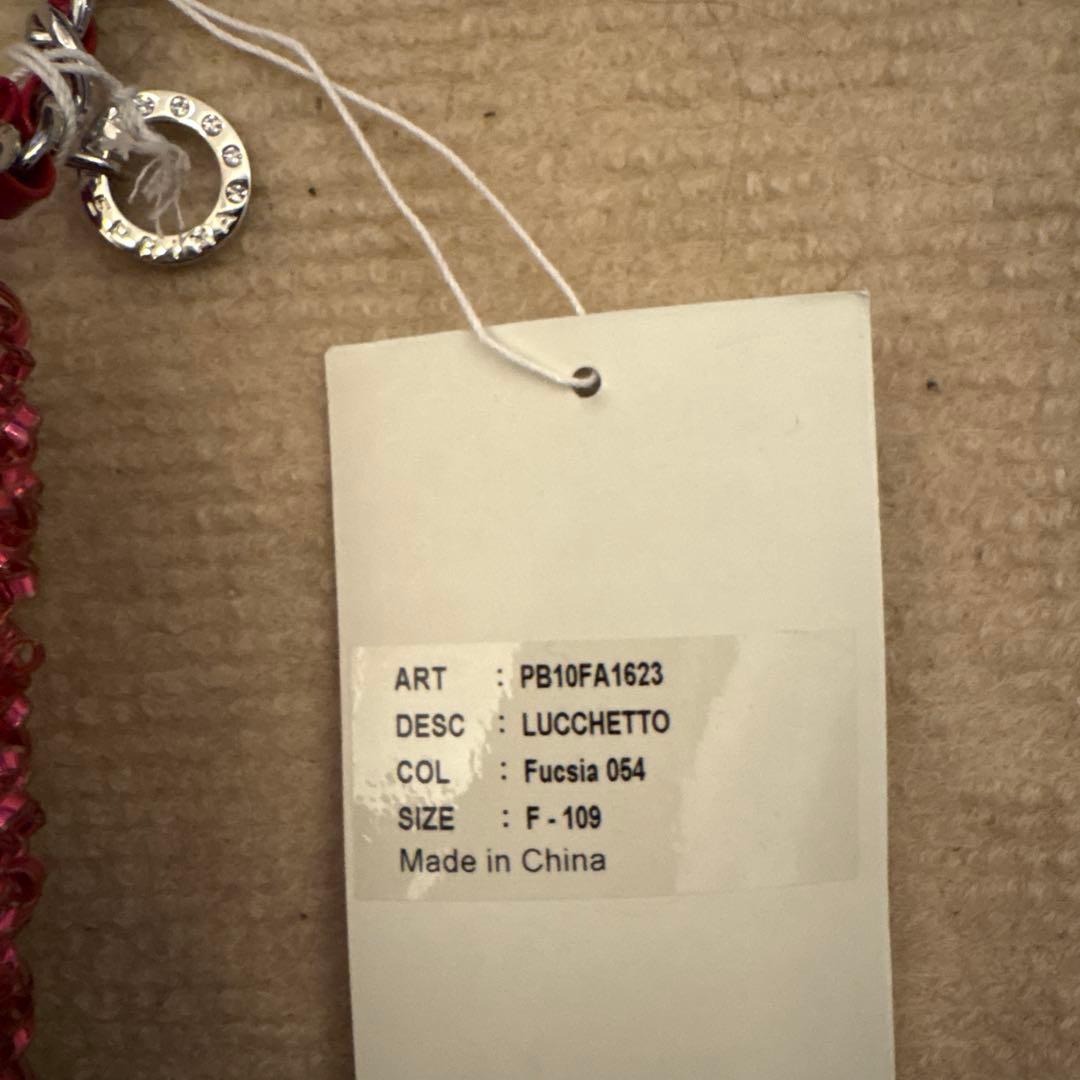 ART : PB10FA1623
DESC : LUCCHETTO
COL : Fucsia 054
SIZE : F - 109
Made in China